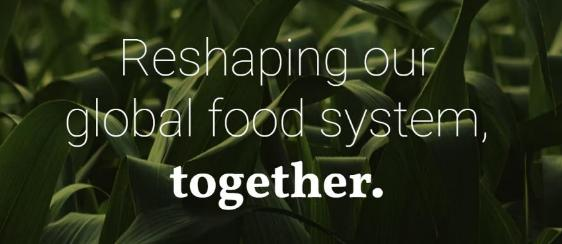 Reshaping our
global food system,
together.